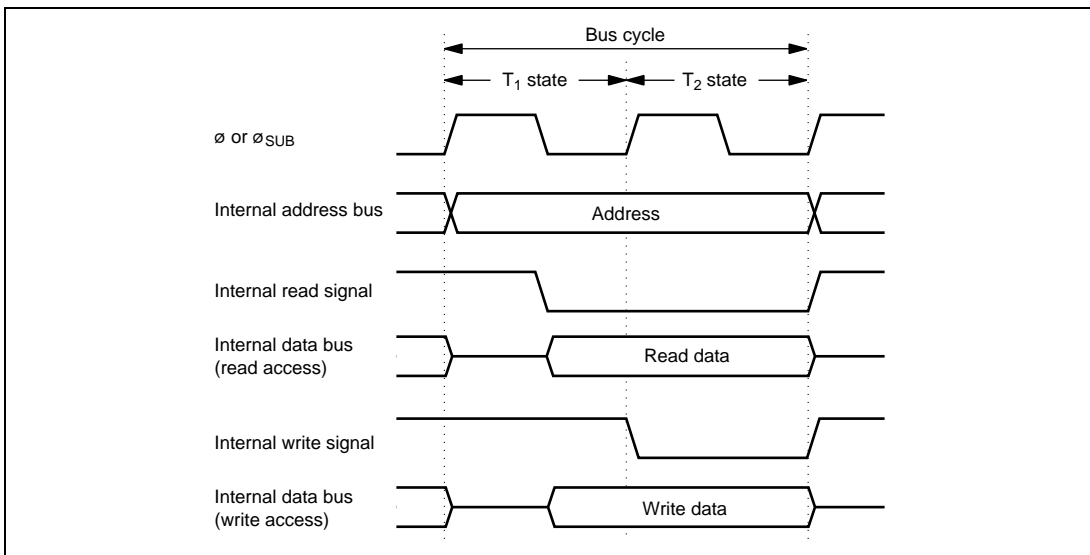 Bus cycle
T₁ state
T₂ state
ø or øSUB
Internal address bus
Address
Internal read signal
Internal data bus
(read access)
Read data
Internal write signal
Internal data bus
(write access)
Write data